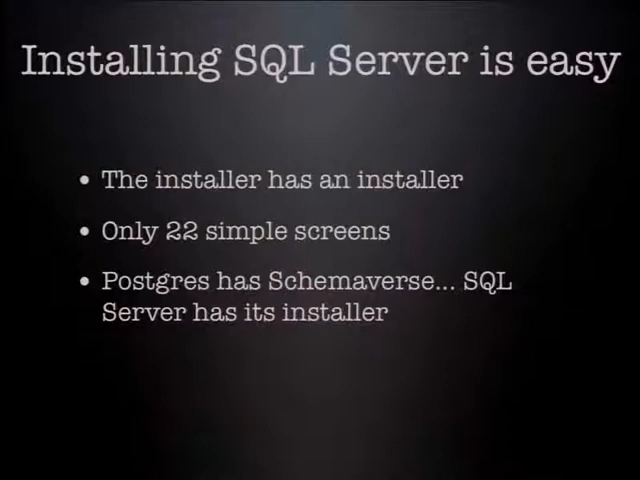 Installing SQL Server is easy
• The installer has an installer
• Only 22 simple screens
• Postgres has Schemaverse... SQL
Server has its installer